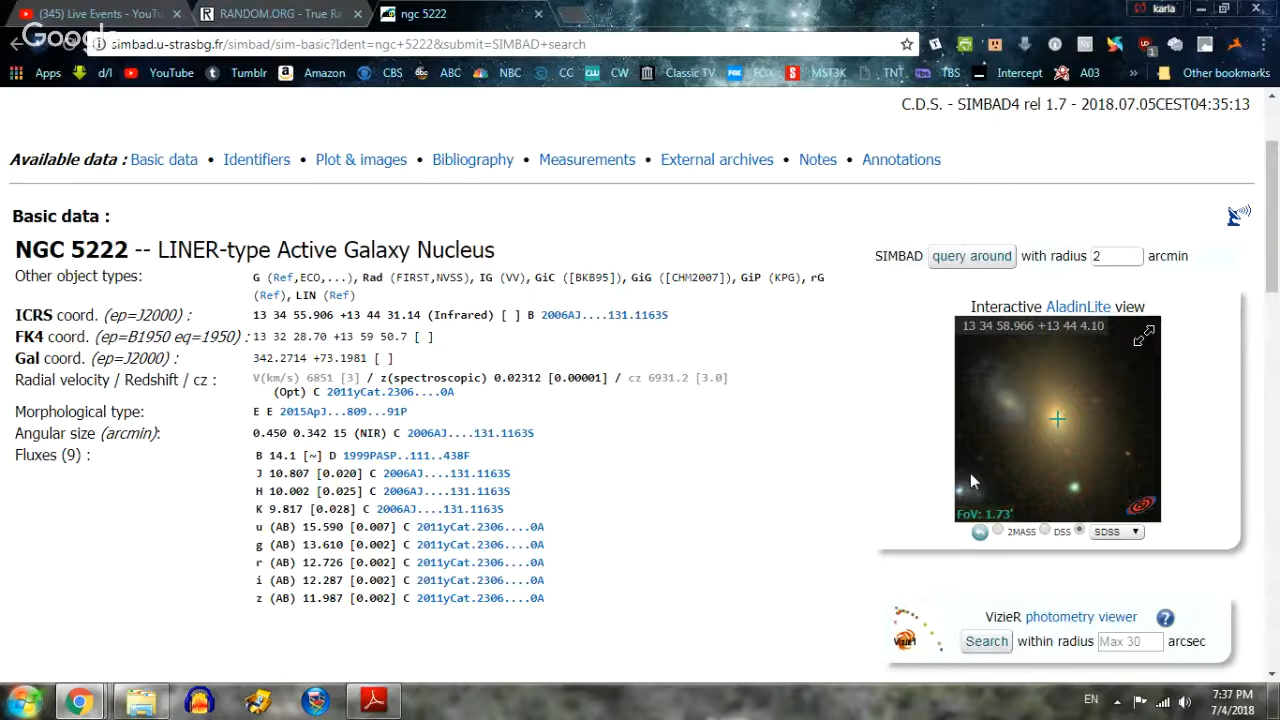 (345) Live Events - YouTu
RANDOM.ORG - True Ra
ngc 5222
karla
Google
simbad.u-strasbg.fr/simbad/sim-basic?Ident=ngc+5222&submit=SIMBAD+search
Apps d/l YouTube Tumblr Amazon CBS ABC NBC CC CW Classic TV FOX MST3K TNT TBS Intercept A03 » Other bookmarks
C.D.S. - SIMBAD4 rel 1.7 - 2018.07.05CEST04:35:13
Available data : Basic data • Identifiers • Plot & images • Bibliography • Measurements • External archives • Notes • Annotations
Basic data :
NGC 5222 -- LINER-type Active Galaxy Nucleus
SIMBAD query around with radius 2 arcmin
Other object types: G (Ref,ECO,...), Rad (FIRST,NVSS), IG (VV), GiC ([BKB95]), GiG ([CHM2007]), GiP (KPG), rG
(Ref), LIN (Ref)
ICRS coord. (ep=J2000) : 13 34 55.906 +13 44 31.14 (Infrared) [ ] B 2006AJ....131.1163S
FK4 coord. (ep=B1950 eq=1950) : 13 32 28.70 +13 59 50.7 [ ]
Gal coord. (ep=J2000) : 342.2714 +73.1981 [ ]
Radial velocity / Redshift / cz : V(km/s) 6851 [3] / z(spectroscopic) 0.02312 [0.00001] / cz 6931.2 [3.0]
(Opt) C 2011yCat.2306....0A
Morphological type: E E 2015ApJ...809...91P
Angular size (arcmin): 0.450 0.342 15 (NIR) C 2006AJ....131.1163S
Fluxes (9) : B 14.1 [~] D 1999PASP..111..438F
J 10.807 [0.020] C 2006AJ....131.1163S
H 10.002 [0.025] C 2006AJ....131.1163S
K 9.817 [0.028] C 2006AJ....131.1163S
u (AB) 15.590 [0.007] C 2011yCat.2306....0A
g (AB) 13.610 [0.002] C 2011yCat.2306....0A
r (AB) 12.726 [0.002] C 2011yCat.2306....0A
i (AB) 12.287 [0.002] C 2011yCat.2306....0A
z (AB) 11.987 [0.002] C 2011yCat.2306....0A
Interactive AladinLite view
13 34 58.966 +13 44 4.10
FoV: 1.73'
2MASS DSS SDSS
VizieR photometry viewer ?
Search within radius Max 30 arcsec
EN
7:37 PM
7/4/2018